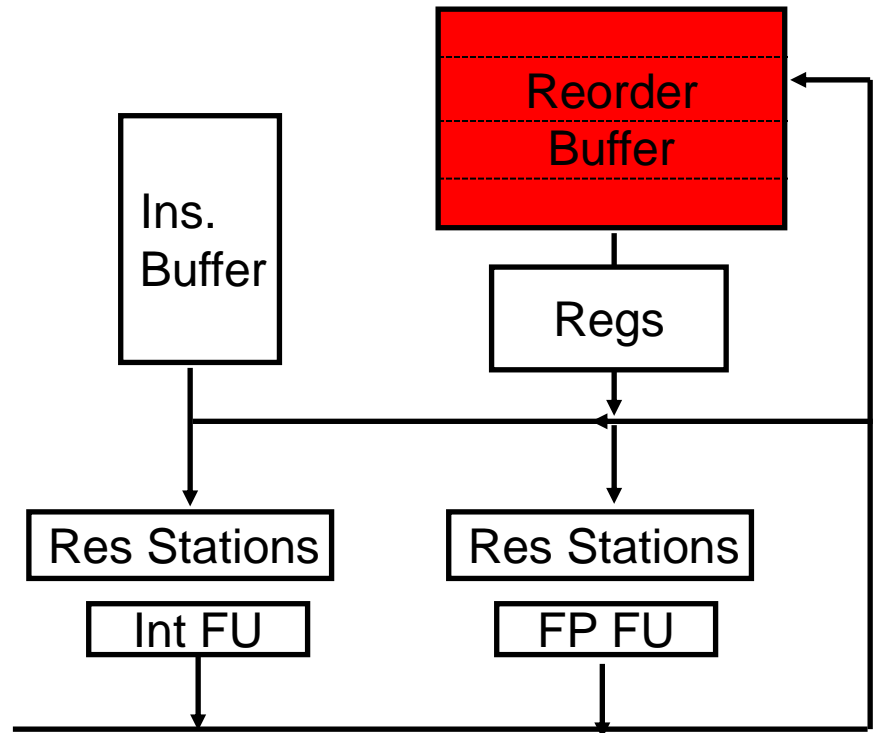 Reorder
Buffer
Ins.
Buffer
Regs
Res Stations
Res Stations
Int FU
FP FU